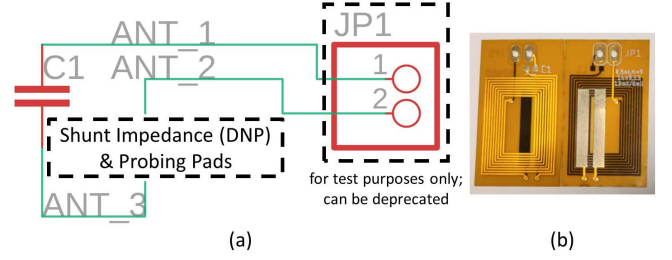 ANT_1
JP1
C1
ANT_2
1
2
Shunt Impedance (DNP)
& Probing Pads
for test purposes only;
can be deprecated
ANT_3
(a)
JP1
C1
(b)